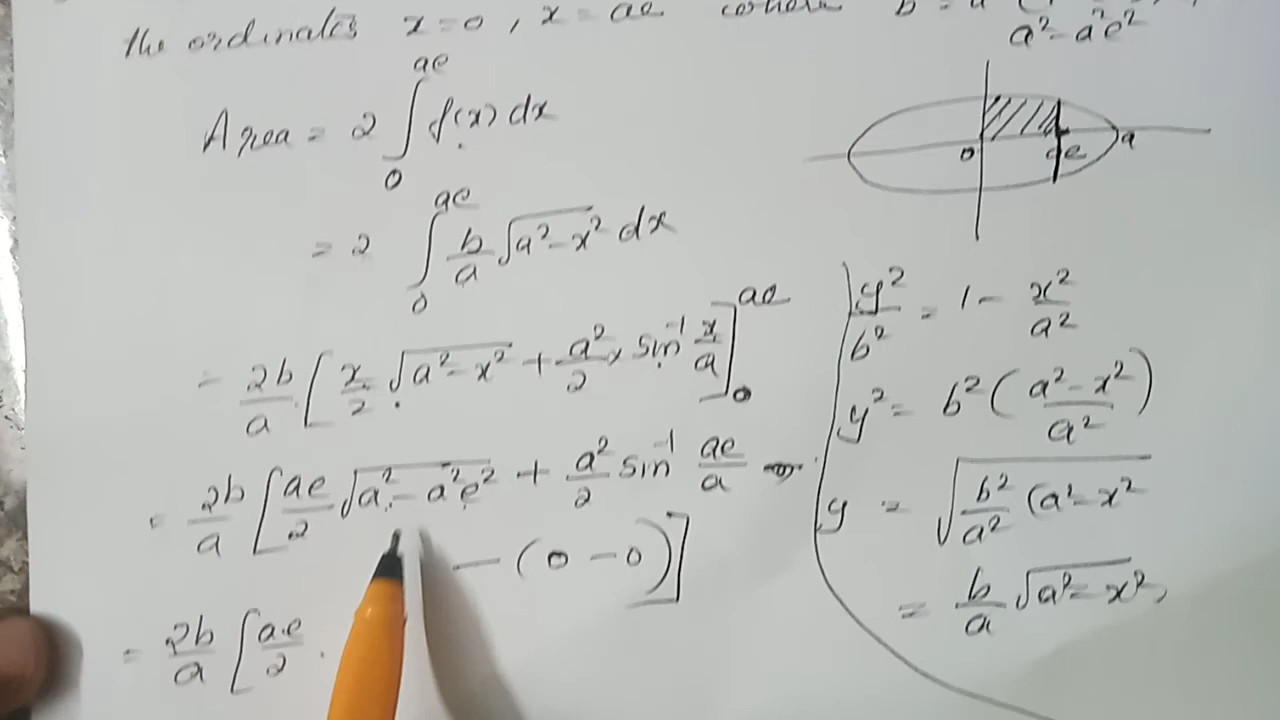 the ordinates x=0, x=ae where b = a
a²-a²e²
Area = 2 ∫₀^ae f(x) dx
0 ae a
= 2 ∫₀^ae b/a √(a²-x²) dx
= 2b/a [x/2 √(a²-x²) + a²/2 × sin⁻¹ x/a]₀^ae
= 2b/a [ae/2 √(a²-a²e²) + a²/2 sin⁻¹ ae/a
- (0-0)]
= 2b/a [ae/2 .
y²/b² = 1 - x²/a²
y² = b² (a²-x²/a²)
y = √(b²/a² (a²-x²
= b/a √(a²-x²),